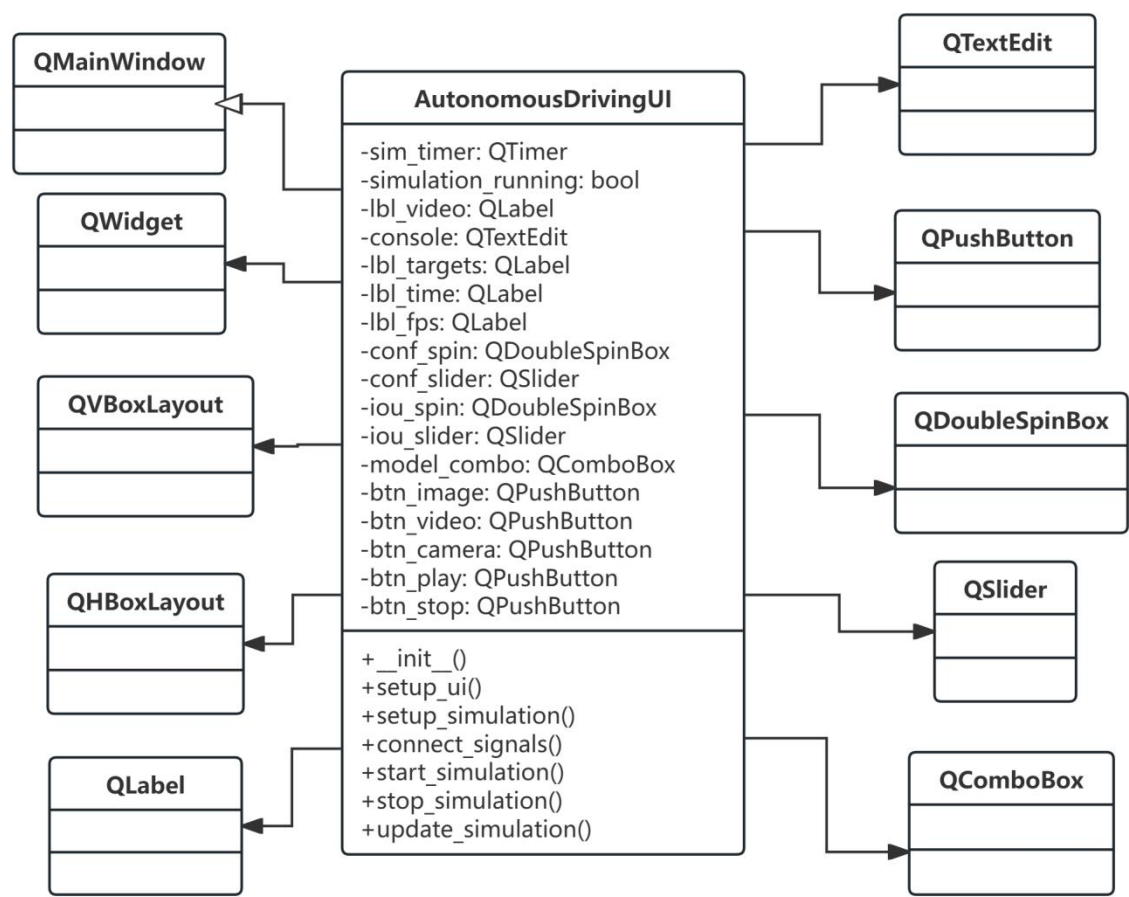 QMainWindow
QWidget
QVBoxLayout
QHBoxLayout
QLabel
AutonomousDrivingUI
-sim_timer: QTimer
-simulation_running: bool
-lbl_video: QLabel
-console: QTextEdit
-lbl_targets: QLabel
-lbl_time: QLabel
-lbl_fps: QLabel
-conf_spin: QDoubleSpinBox
-conf_slider: QSlider
-iou_spin: QDoubleSpinBox
-iou_slider: QSlider
-model_combo: QComboBox
-btn_image: QPushButton
-btn_video: QPushButton
-btn_camera: QPushButton
-btn_play: QPushButton
-btn_stop: QPushButton
+__init__()
+setup_ui()
+setup_simulation()
+connect_signals()
+start_simulation()
+stop_simulation()
+update_simulation()
QTextEdit
QPushButton
QDoubleSpinBox
QSlider
QComboBox